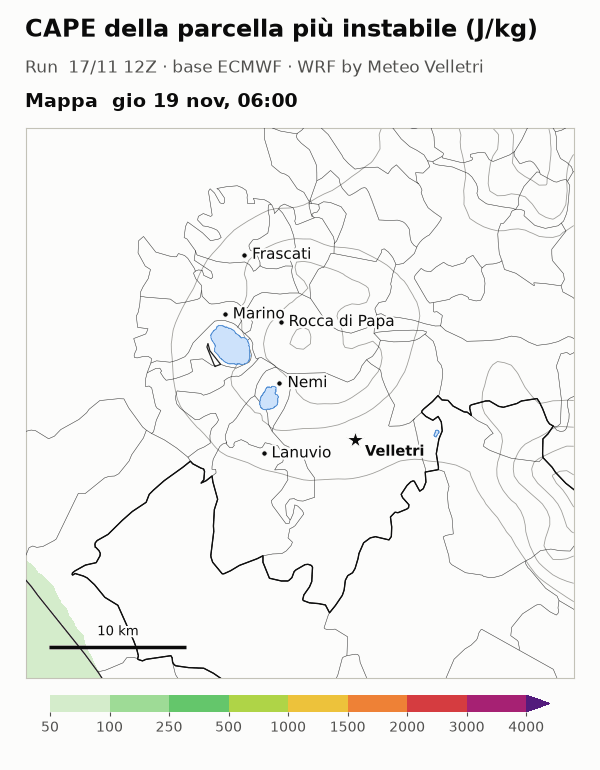 CAPE della parcella più instabile (J/kg)
Run  17/11 12Z · base ECMWF · WRF by Meteo Velletri
Mappa  gio 19 nov, 06:00
Frascati
Marino
Rocca di Papa
Nemi
Velletri
Lanuvio
10 km
50 100 250 500 1000 1500 2000 3000 4000